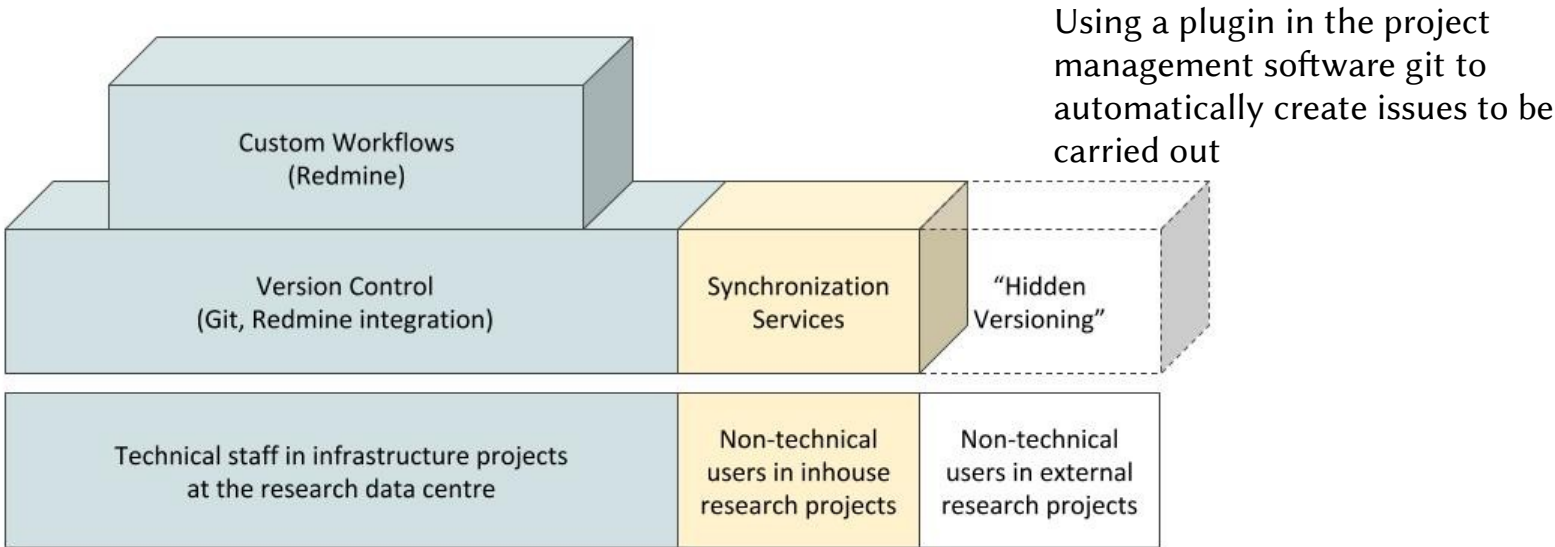 Using a plugin in the project
management software git to
automatically create issues to be
carried out
Custom Workflows
(Redmine)
Version Control
(Git, Redmine integration)
Synchronization
Services
“Hidden
Versioning”
Technical staff in infrastructure projects
at the research data centre
Non-technical
users in inhouse
research projects
Non-technical
users in external
research projects